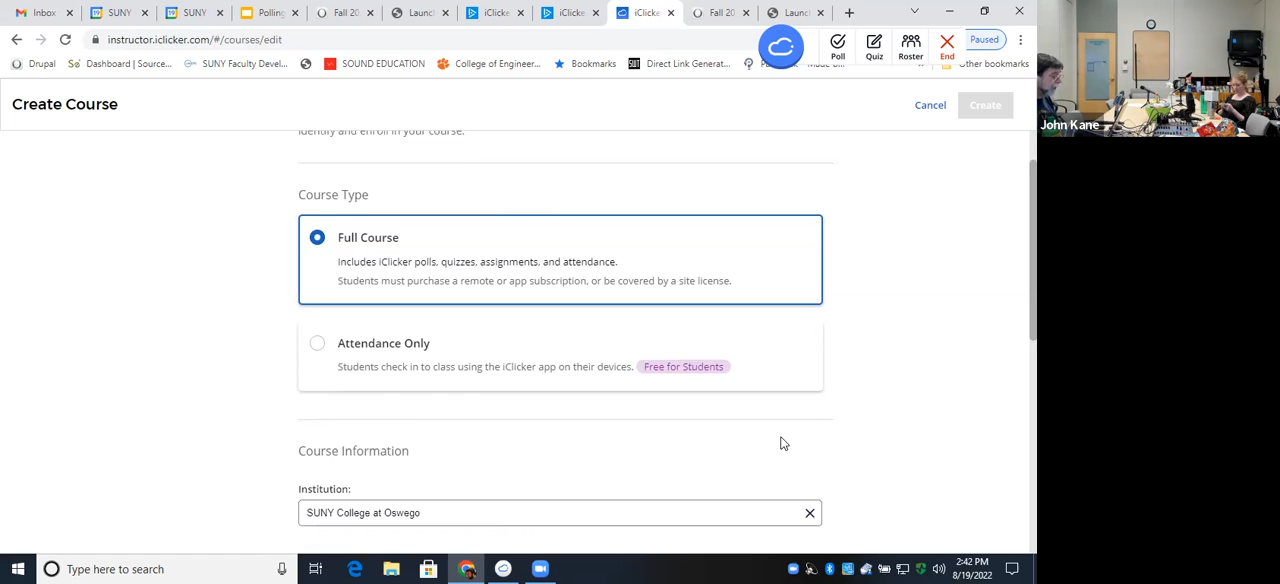 Inbox
SUNY
SUNY
Polling
Fall 20
Launc
iClicke
iClicke
iClicke
Fall 20
Launc
instructor.iclicker.com/#/courses/edit
Poll
Quiz
Roster
End
Paused
Drupal
Dashboard | Source...
SUNY Faculty Devel...
SOUND EDUCATION
College of Engineer...
Bookmarks
Direct Link Generat...
Other bookmarks
John Kane
Create Course
Cancel
Create
identify and enroll in your course.
Course Type
Full Course
Includes iClicker polls, quizzes, assignments, and attendance.
Students must purchase a remote or app subscription, or be covered by a site license.
Attendance Only
Students check in to class using the iClicker app on their devices. Free for Students
Course Information
Institution:
SUNY College at Oswego
Type here to search
2:42 PM
8/19/2022